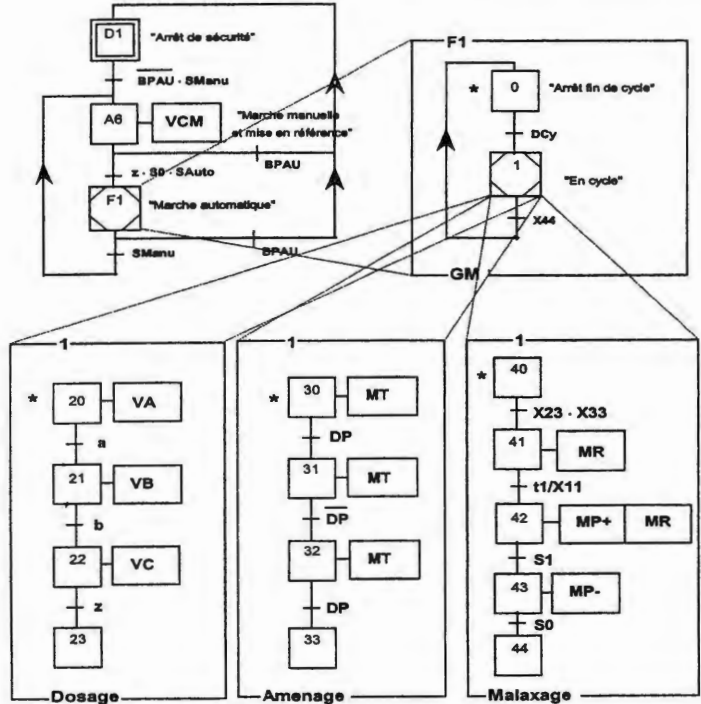 D1
"Arrêt de sécurité"
BPAU · SManu
A6
VCM
"Marche manuelle
et mise en référence"
BPAU
z · S0 · SAuto
F1
"Marche automatique"
SManu
BPAU
F1
*
0
"Arrêt fin de cycle"
DCy
1
"En cycle"
X44
GM
1
*
20
VA
a
21
VB
b
22
VC
z
23
Dosage
1
*
30
MT
DP
31
MT
DP
32
MT
DP
33
Amenage
1
*
40
X23 · X33
41
MR
t1/X11
42
MP+
MR
S1
43
MP-
S0
44
Malaxage